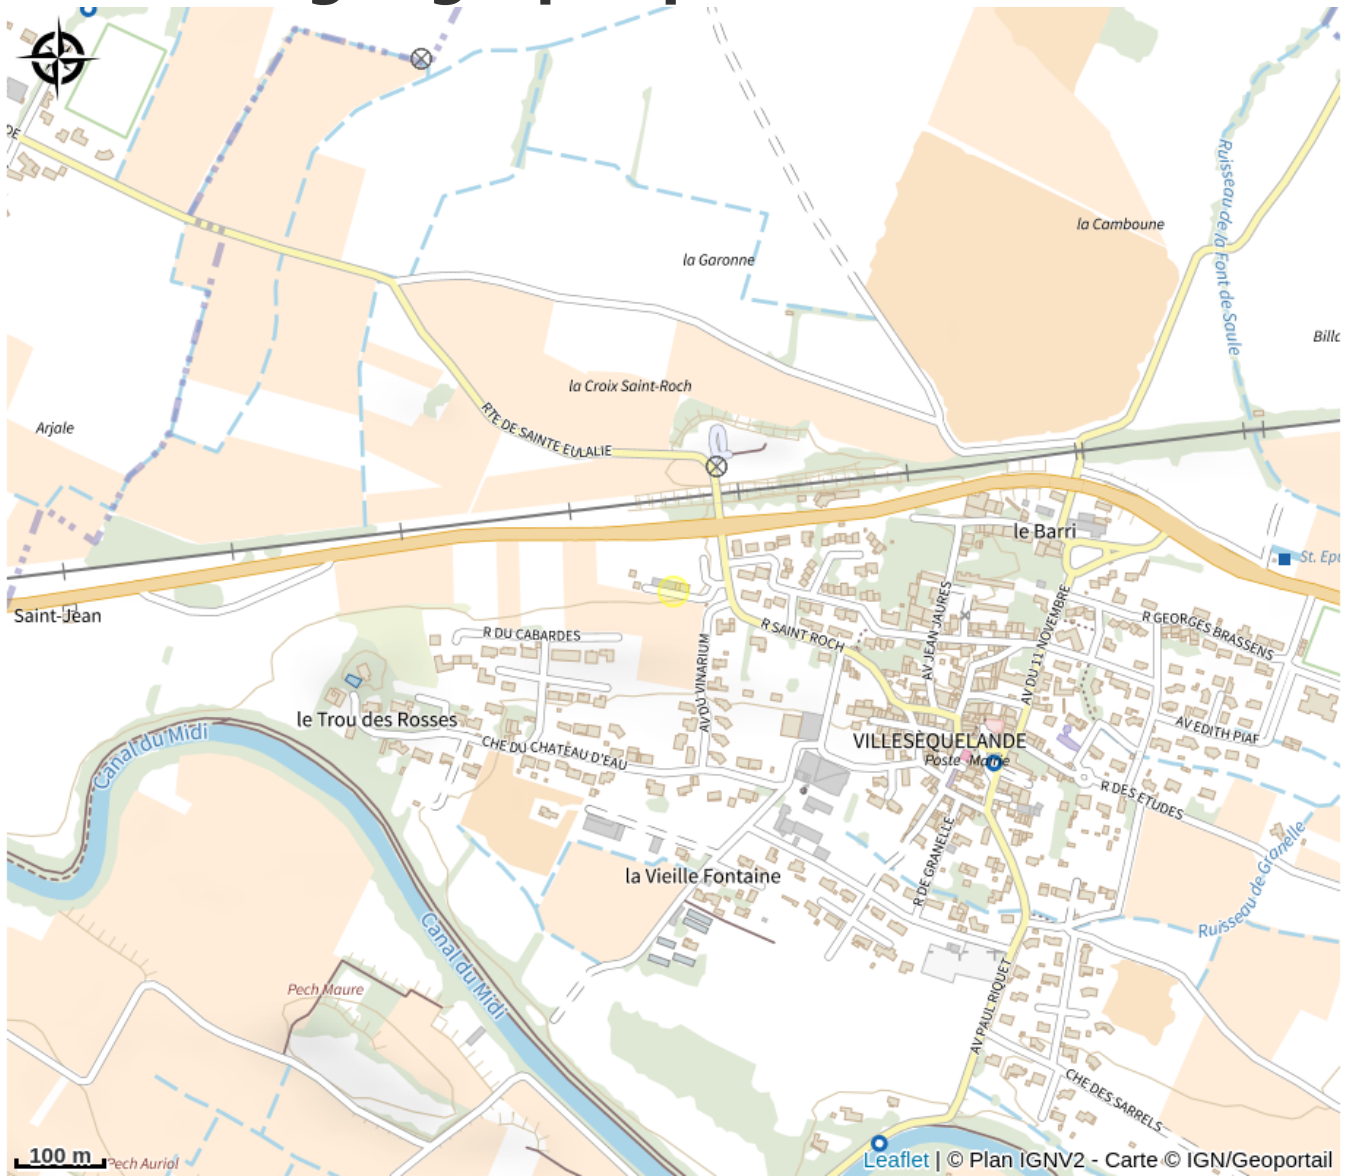 DE
la Camboune
la Garonne
Ruisseau de la Font de Saule
la Croix Saint-Roch
Arjale
RTE DE SAINTE EULALIE
le Barri
Saint-Jean
R DU CABARDES
R SAINT ROCH
AV JEAN JAURES
AV DU 11 NOVEMBRE
R GEORGES BRASSENS
AV DU VINARIUM
le Trou des Rosses
Canal du Midi
CHE DU CHATEAU D'EAU
VILLESÈQUELANDE
Poste Mairie
AV EDITH PIAF
R DES ETUDES
R DE GRANELLE
la Vieille Fontaine
Ruisseau de Granelle
Canal du Midi
Pech Maure
AV PAUL RIQUET
CHE DES SARRELS
100 m
Pech Auriol
Leaflet | © Plan IGNV2 - Carte © IGN/Geoportail